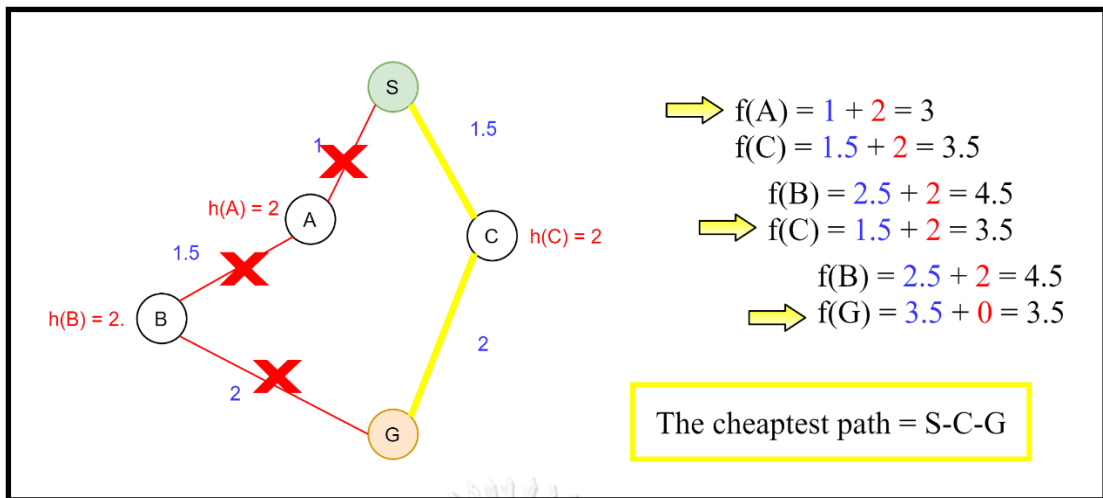 S
1
1.5
f(A) = 1 + 2 = 3
f(C) = 1.5 + 2 = 3.5
h(A) = 2
A
C
h(C) = 2
f(B) = 2.5 + 2 = 4.5
f(C) = 1.5 + 2 = 3.5
1.5
h(B) = 2.
B
f(B) = 2.5 + 2 = 4.5
f(G) = 3.5 + 0 = 3.5
2
2
G
The cheaptest path = S-C-G